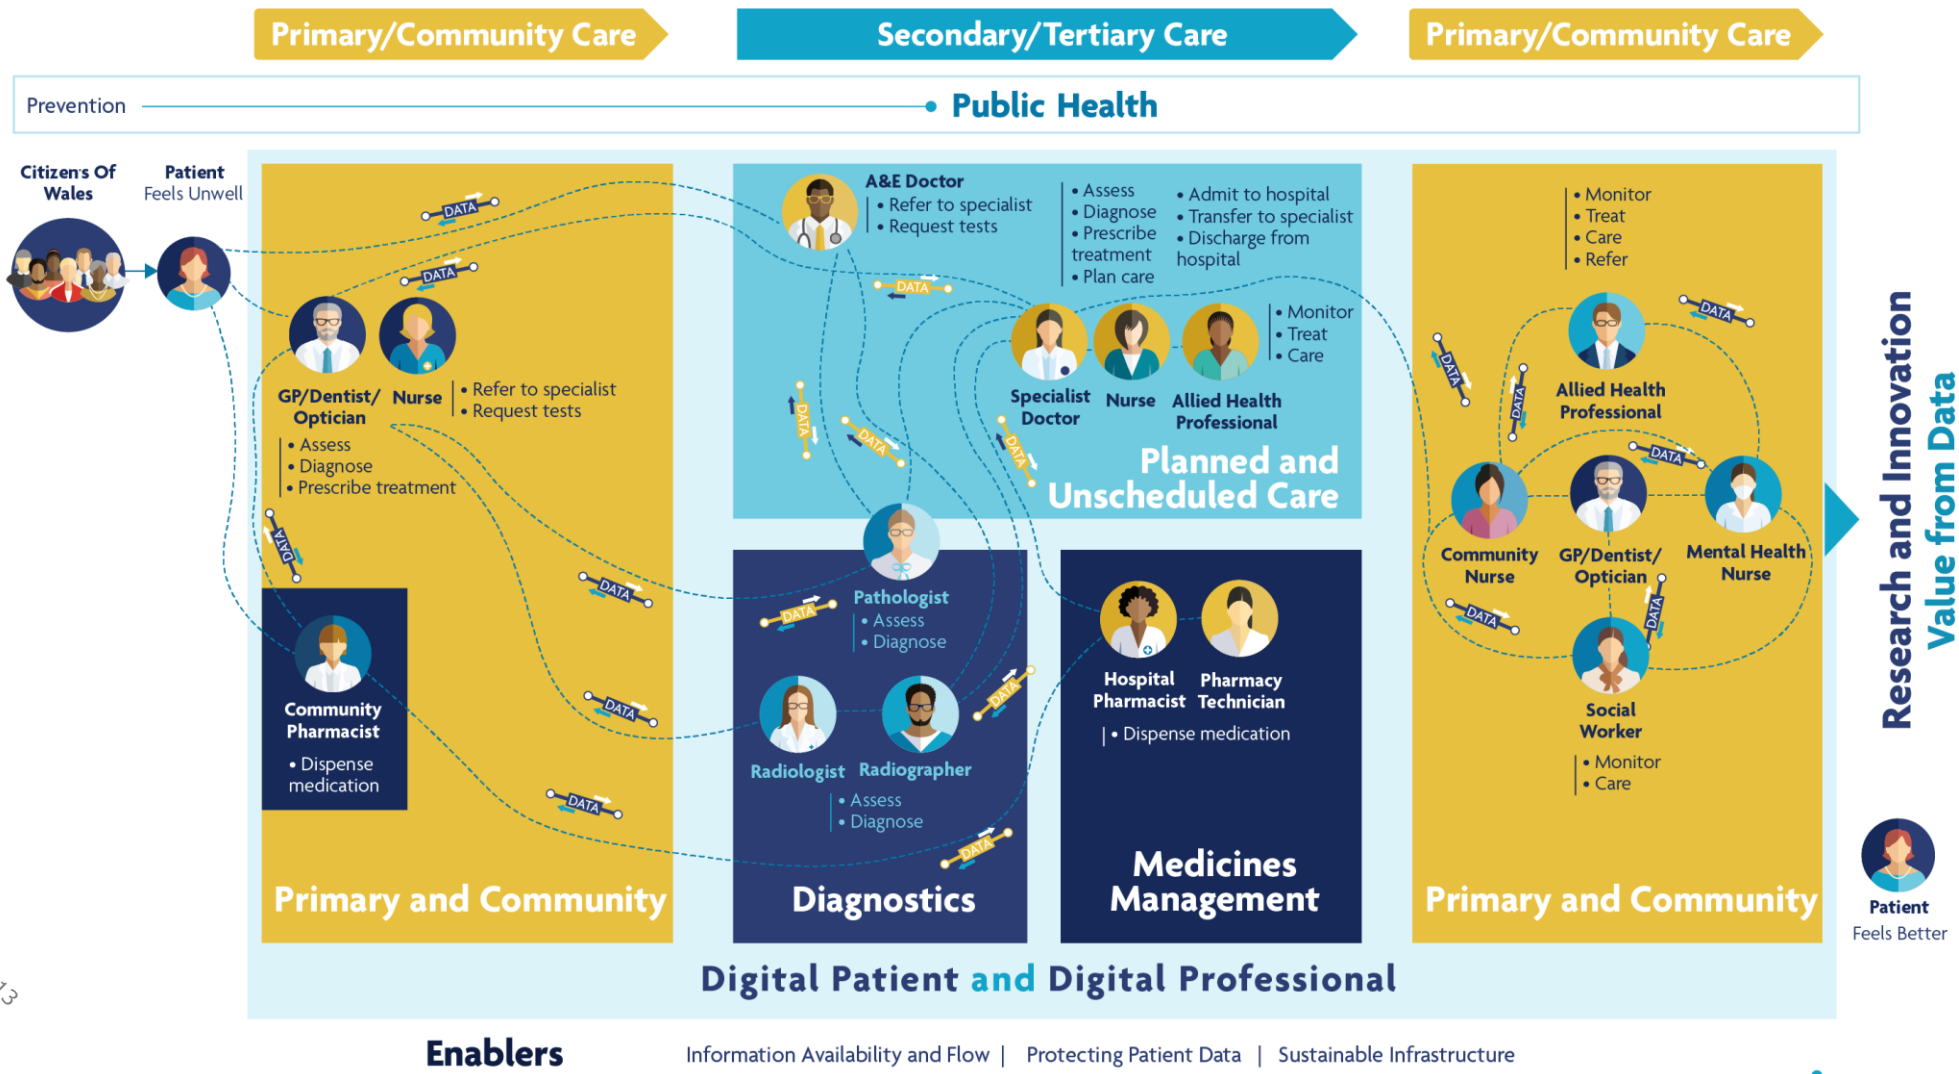 Primary/Community Care
Secondary/Tertiary Care
Primary/Community Care
Prevention
Public Health
Citizens Of
Wales
Patient
Feels Unwell
DATA
DATA
GP/Dentist/
Optician
• Assess
• Diagnose
• Prescribe treatment
Nurse
• Refer to specialist
• Request tests
DATA
DATA
DATA
DATA
Community
Pharmacist
• Dispense
medication
Primary and Community
A&E Doctor
• Refer to specialist
• Request tests
• Assess
• Diagnose
• Prescribe
treatment
• Plan care
• Admit to hospital
• Transfer to specialist
• Discharge from
hospital
DATA
Specialist
Doctor
Nurse
Allied Health
Professional
• Monitor
• Treat
• Care
DATA
DATA
DATA
Planned and
Unscheduled Care
Pathologist
• Assess
• Diagnose
DATA
Radiologist
Radiographer
• Assess
• Diagnose
DATA
DATA
Diagnostics
Hospital
Pharmacist
Pharmacy
Technician
• Dispense medication
Medicines
Management
• Monitor
• Treat
• Care
• Refer
DATA
DATA
DATA
Allied Health
Professional
DATA
Community
Nurse
GP/Dentist/
Optician
Mental Health
Nurse
DATA
DATA
Social
Worker
• Monitor
• Care
Primary and Community
Research and Innovation
Value from Data
Patient
Feels Better
Digital Patient and Digital Professional
13
Enablers
Information Availability and Flow | Protecting Patient Data | Sustainable Infrastructure